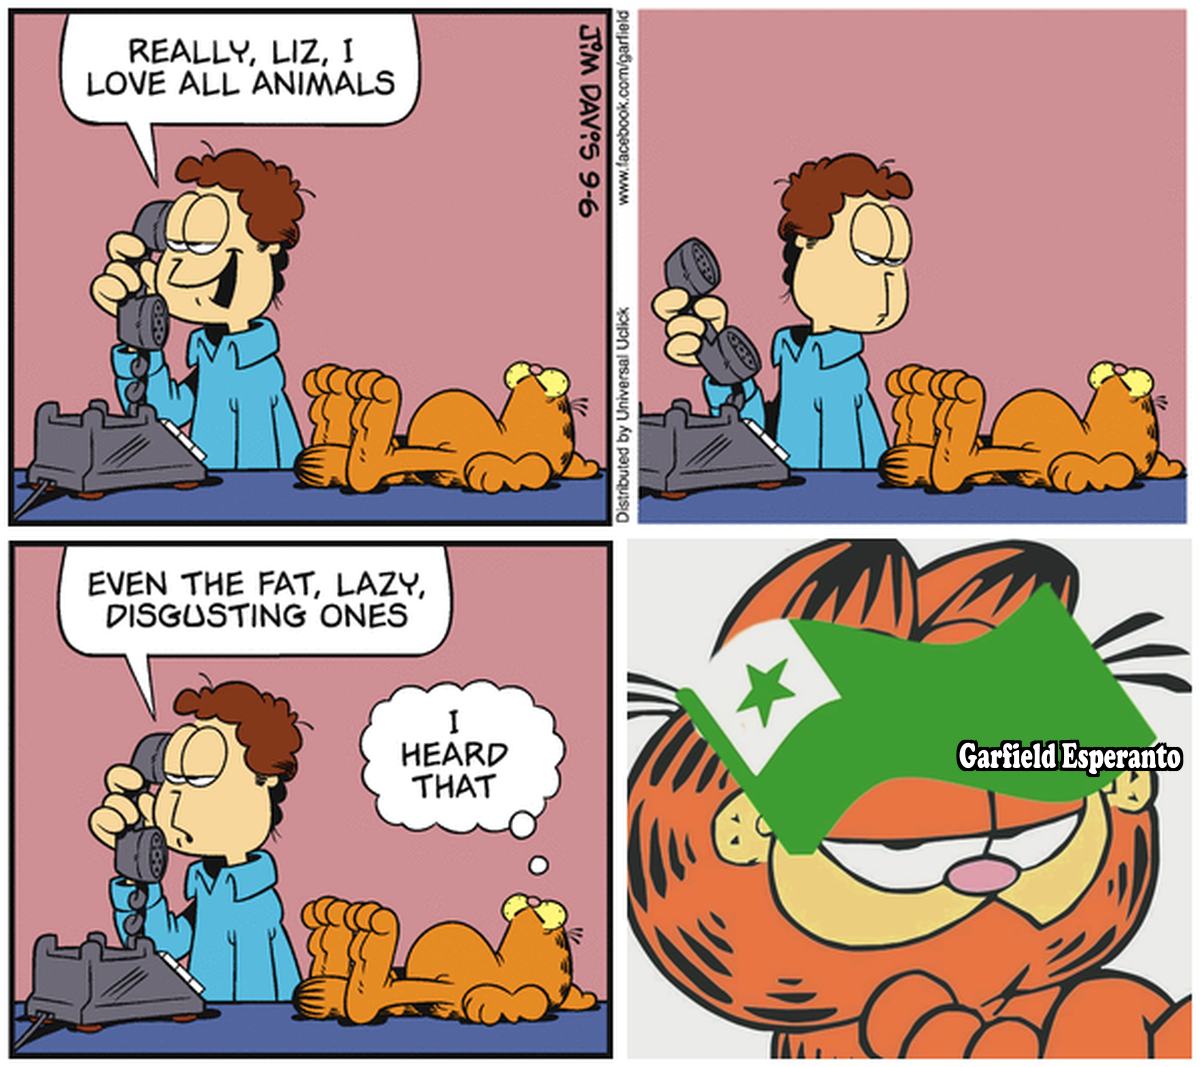 REALLY, LIZ, I
LOVE ALL ANIMALS
JIM DAVIS 9-6
www.facebook.com/garfield
Distributed by Universal Uclick
EVEN THE FAT, LAZY,
DISGUSTING ONES
I
HEARD
THAT
Garfield Esperanto